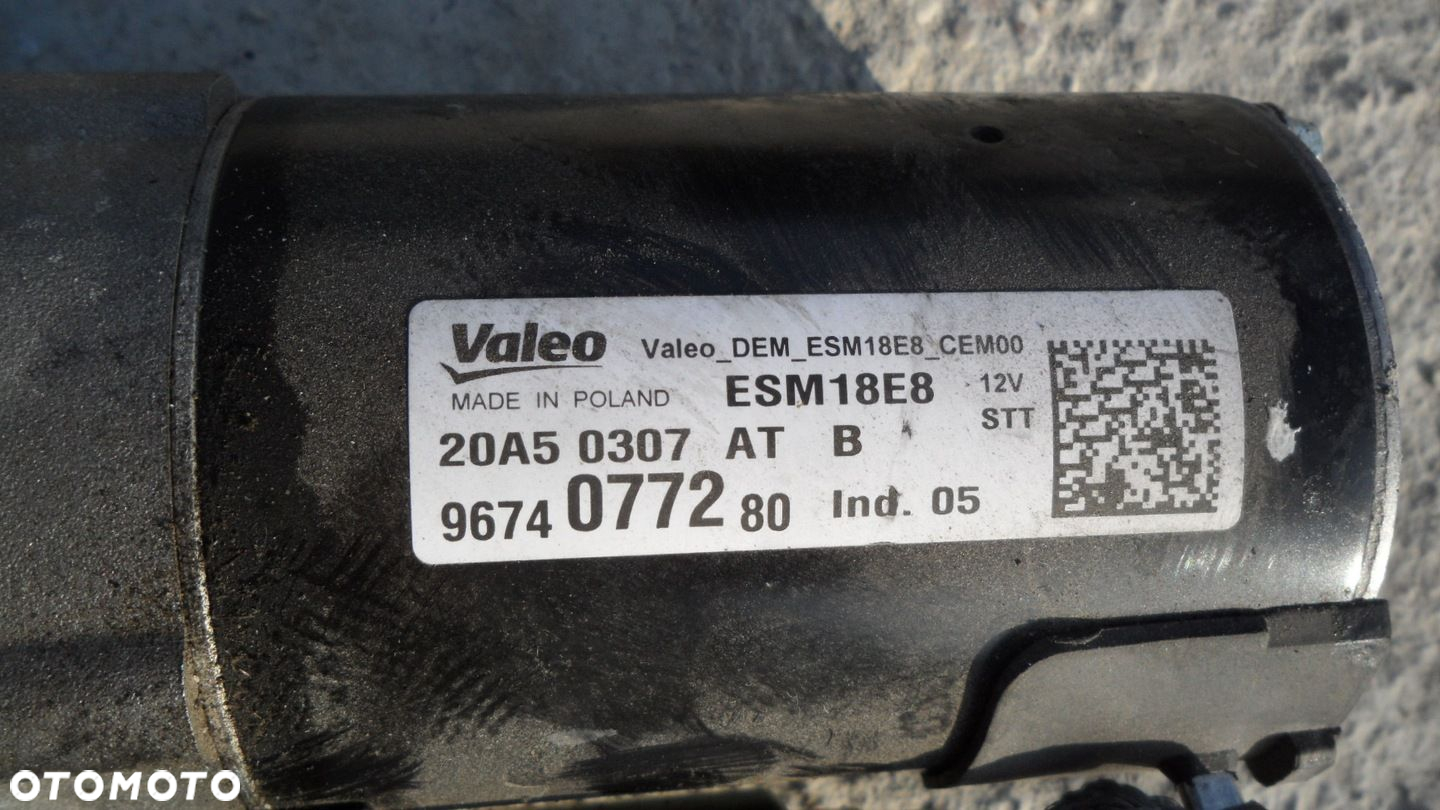 Valeo Valeo_DEM_ESM18E8_CEM00
MADE IN POLAND ESM18E8 12V
STT
20A5 0307 AT B
9674 0772 80 Ind. 05
OTOMOTO